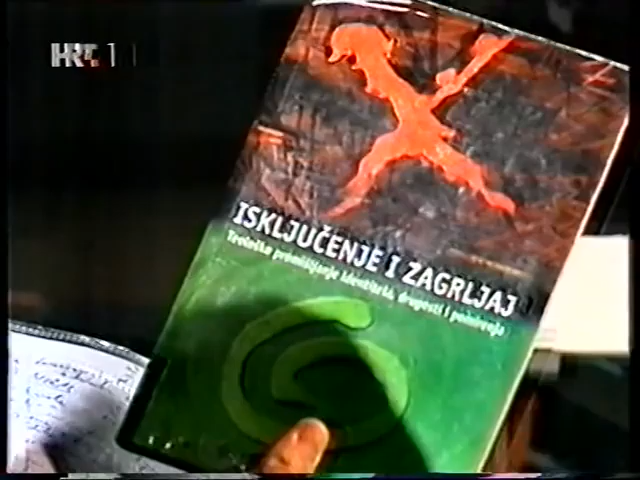 HRT 1
ISKLJUČENJE I ZAGRLJAJ
Teološko promišljanje identiteta, drugosti i pomirenja